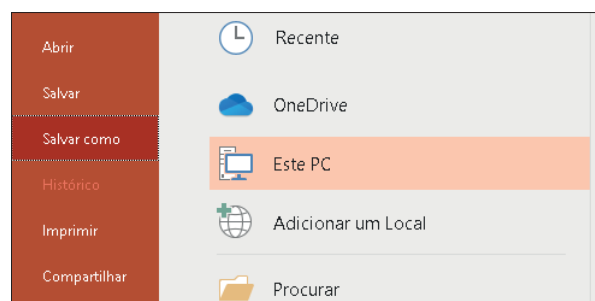 Abrir
Salvar
Salvar como
Histórico
Imprimir
Compartilhar
Recente
OneDrive
Este PC
Adicionar um Local
Procurar